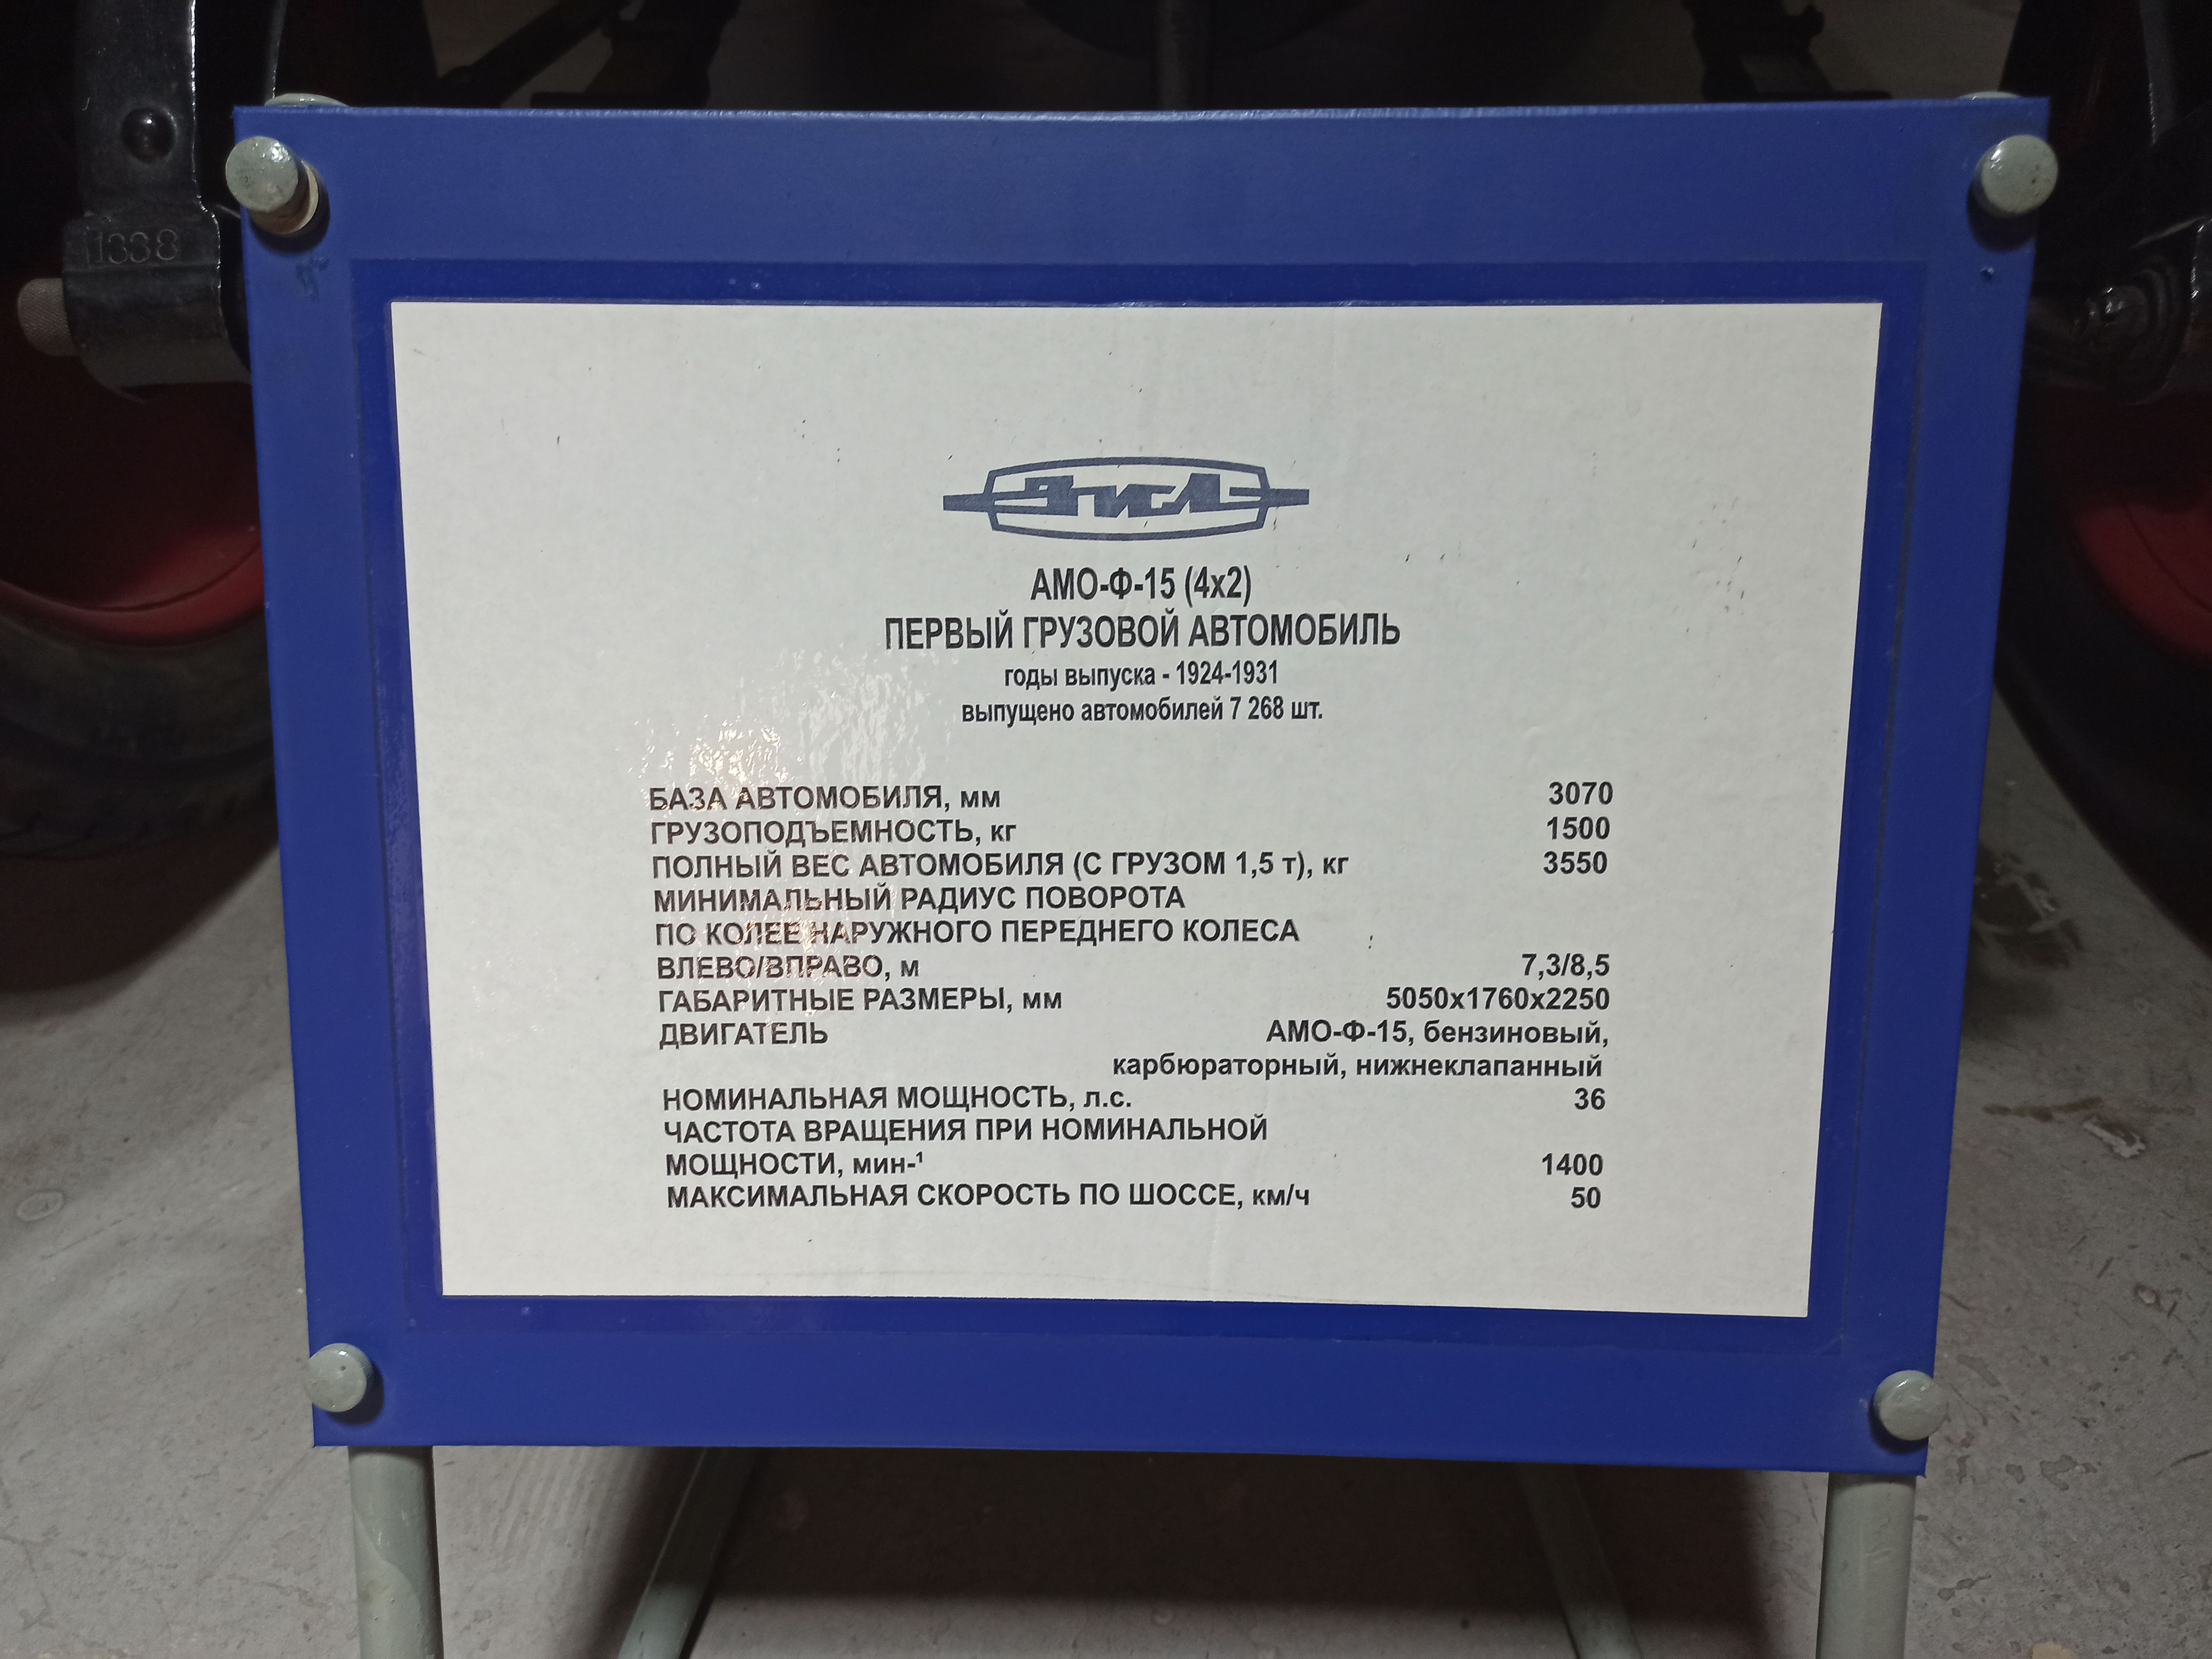 1338
ЗИЛ
АМО-Ф-15 (4х2)
ПЕРВЫЙ ГРУЗОВОЙ АВТОМОБИЛЬ
годы выпуска - 1924-1931
выпущено автомобилей 7 268 шт.
БАЗА АВТОМОБИЛЯ, мм 3070
ГРУЗОПОДЪЕМНОСТЬ, кг 1500
ПОЛНЫЙ ВЕС АВТОМОБИЛЯ (С ГРУЗОМ 1,5 т), кг 3550
МИНИМАЛЬНЫЙ РАДИУС ПОВОРОТА
ПО КОЛЕЕ НАРУЖНОГО ПЕРЕДНЕГО КОЛЕСА
ВЛЕВО/ВПРАВО, м 7,3/8,5
ГАБАРИТНЫЕ РАЗМЕРЫ, мм 5050х1760х2250
ДВИГАТЕЛЬ АМО-Ф-15, бензиновый,
карбюраторный, нижнеклапанный
НОМИНАЛЬНАЯ МОЩНОСТЬ, л.с. 36
ЧАСТОТА ВРАЩЕНИЯ ПРИ НОМИНАЛЬНОЙ
МОЩНОСТИ, мин-¹ 1400
МАКСИМАЛЬНАЯ СКОРОСТЬ ПО ШОССЕ, км/ч 50